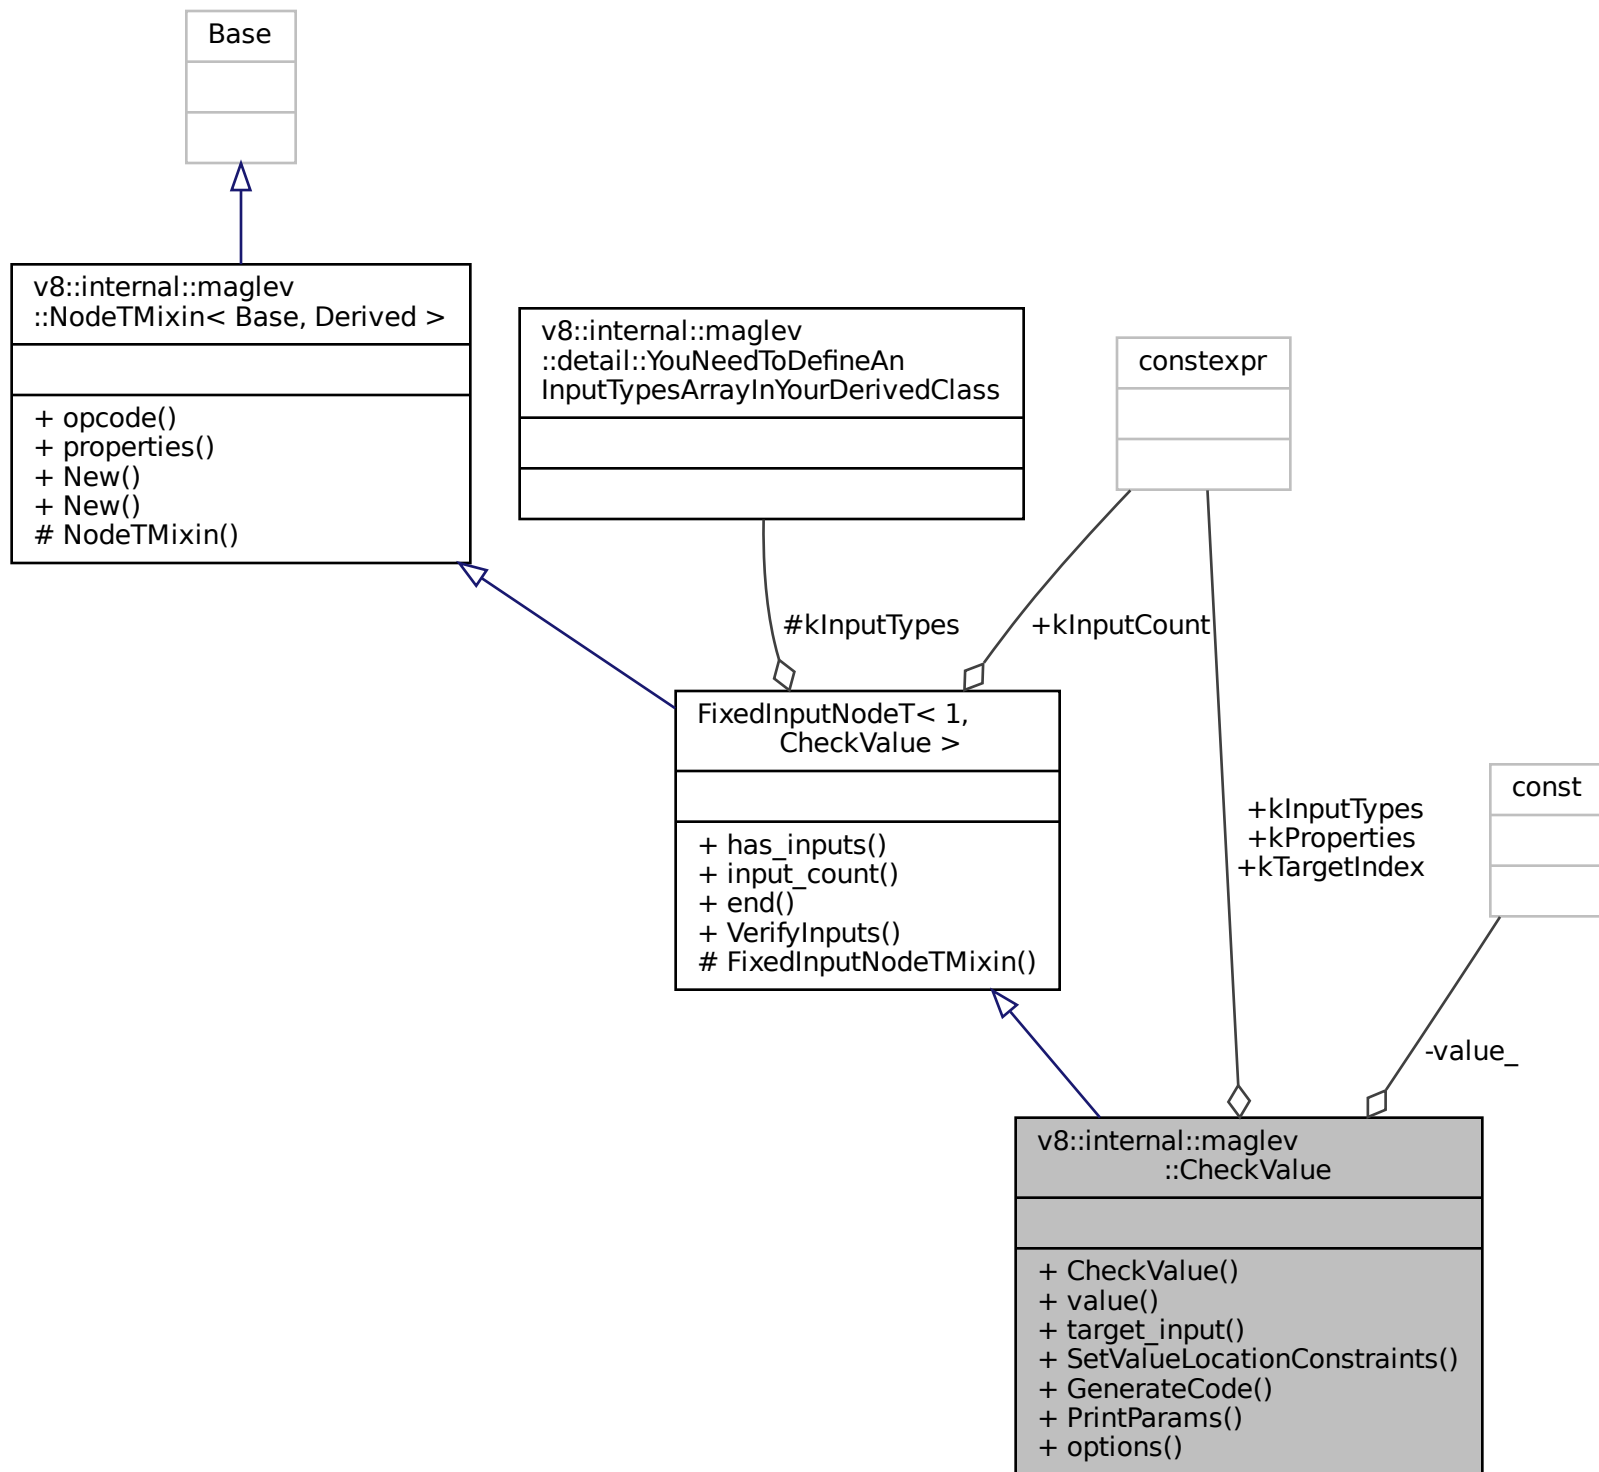 Base
v8::internal::maglev
::NodeTMixin< Base, Derived >
+ opcode()
+ properties()
+ New()
+ New()
# NodeTMixin()
v8::internal::maglev
::detail::YouNeedToDefineAn
InputTypesArrayInYourDerivedClass
constexpr
#kInputTypes
+kInputCount
FixedInputNodeT< 1,
CheckValue >
+ has_inputs()
+ input_count()
+ end()
+ VerifyInputs()
# FixedInputNodeTMixin()
+kInputTypes
+kProperties
+kTargetIndex
const
-value_
v8::internal::maglev
::CheckValue
+ CheckValue()
+ value()
+ target_input()
+ SetValueLocationConstraints()
+ GenerateCode()
+ PrintParams()
+ options()